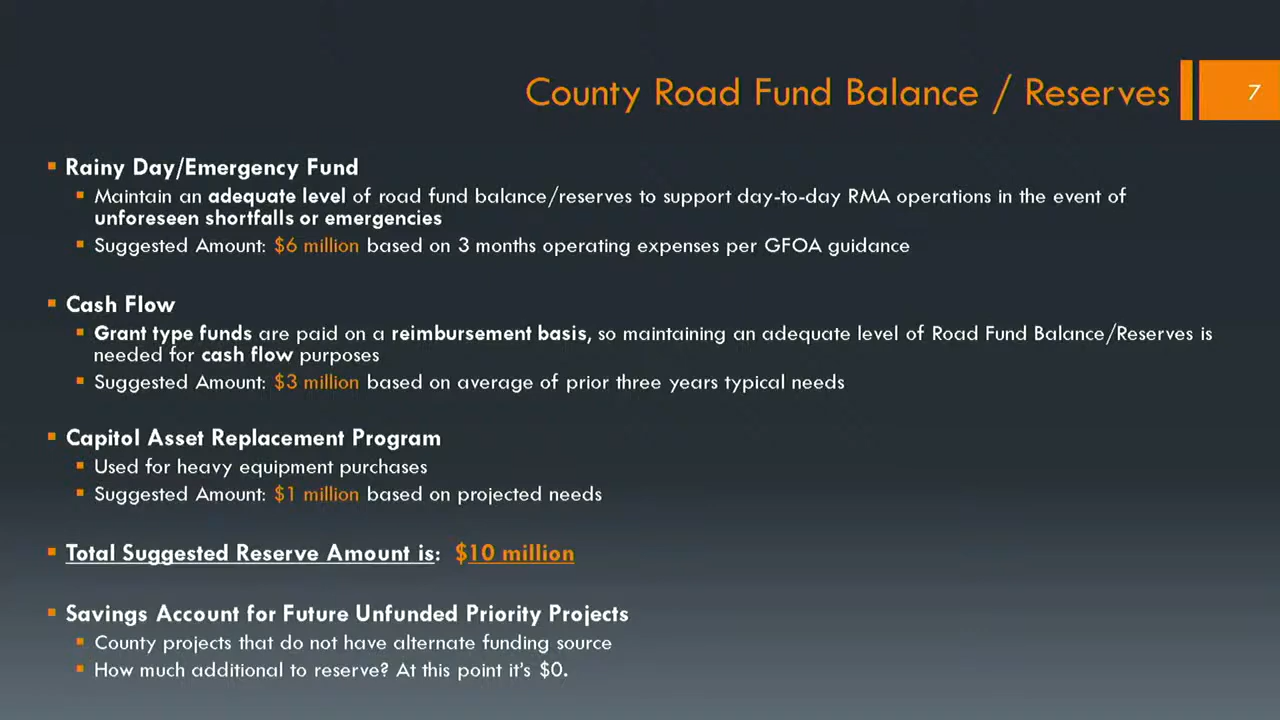 County Road Fund Balance / Reserves
7
Rainy Day/Emergency Fund
Maintain an adequate level of road fund balance/reserves to support day-to-day RMA operations in the event of
unforeseen shortfalls or emergencies
Suggested Amount: $6 million based on 3 months operating expenses per GFOA guidance
Cash Flow
Grant type funds are paid on a reimbursement basis, so maintaining an adequate level of Road Fund Balance/Reserves is
needed for cash flow purposes
Suggested Amount: $3 million based on average of prior three years typical needs
Capitol Asset Replacement Program
Used for heavy equipment purchases
Suggested Amount: $1 million based on projected needs
Total Suggested Reserve Amount is: $10 million
Savings Account for Future Unfunded Priority Projects
County projects that do not have alternate funding source
How much additional to reserve? At this point it's $0.